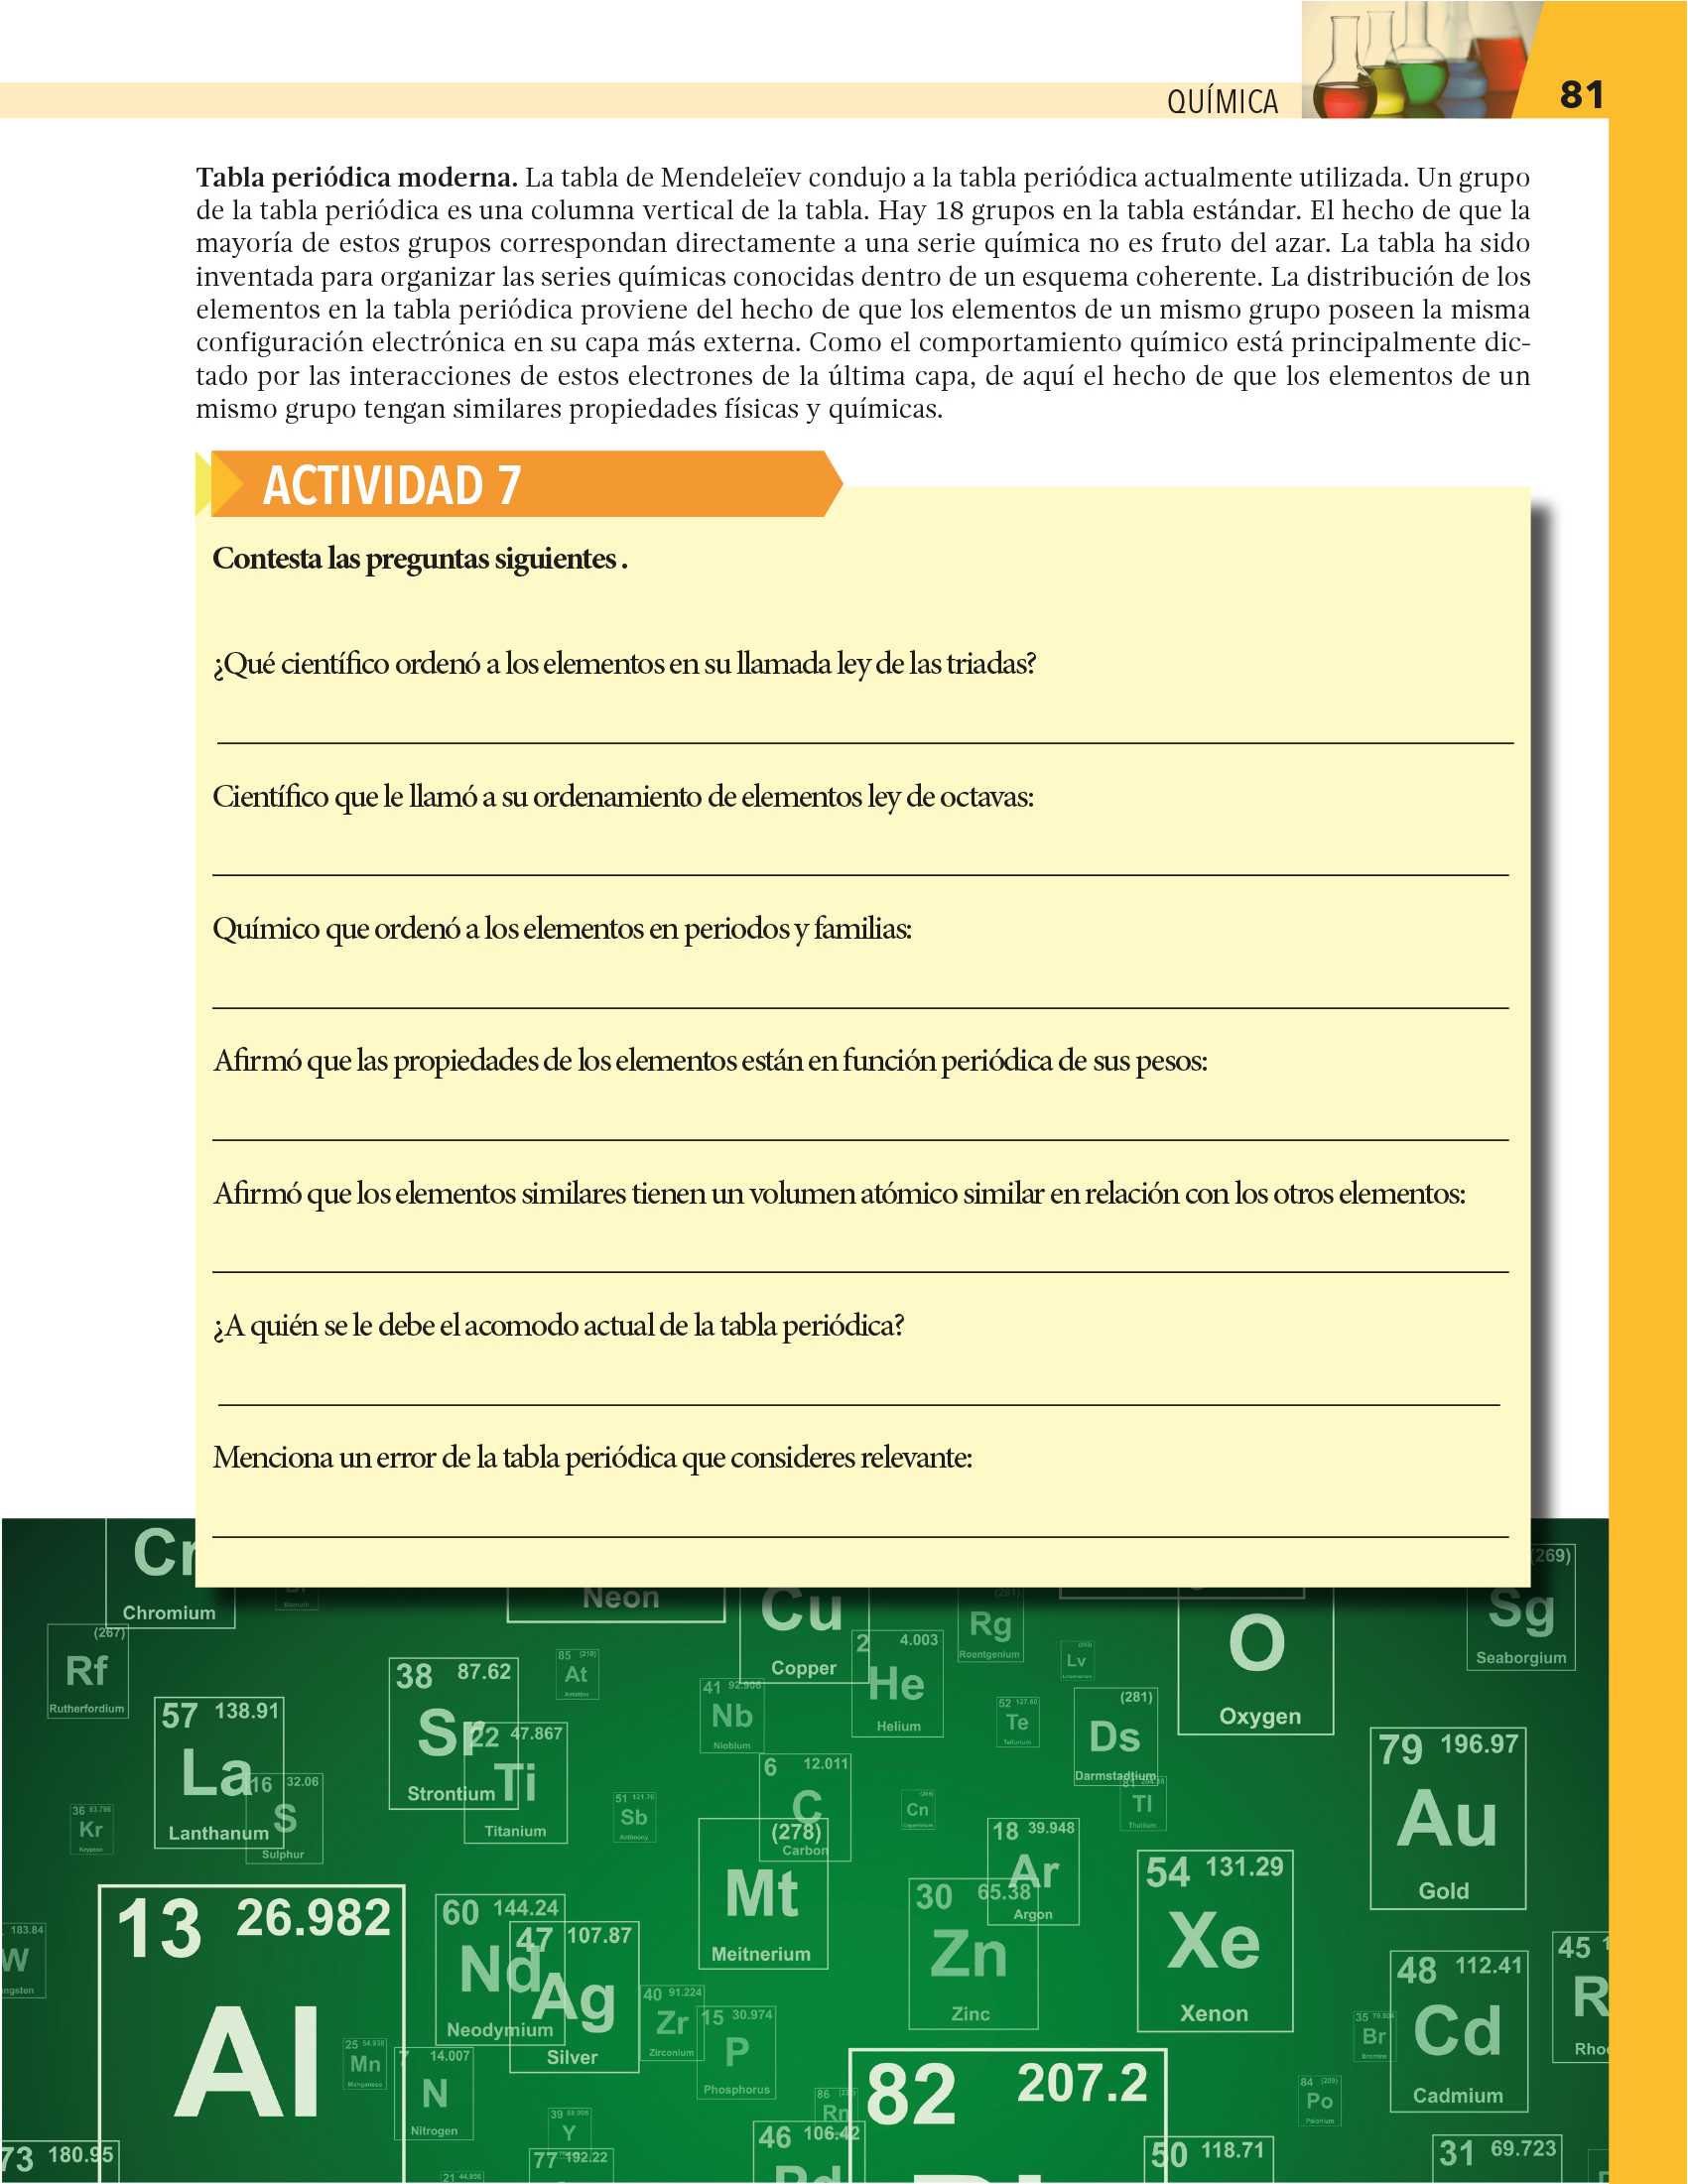 QUÍMICA
81
Tabla periódica moderna. La tabla de Mendeleïev condujo a la tabla periódica actualmente utilizada. Un grupo
de la tabla periódica es una columna vertical de la tabla. Hay 18 grupos en la tabla estándar. El hecho de que la
mayoría de estos grupos correspondan directamente a una serie química no es fruto del azar. La tabla ha sido
inventada para organizar las series químicas conocidas dentro de un esquema coherente. La distribución de los
elementos en la tabla periódica proviene del hecho de que los elementos de un mismo grupo poseen la misma
configuración electrónica en su capa más externa. Como el comportamiento químico está principalmente dic-
tado por las interacciones de estos electrones de la última capa, de aquí el hecho de que los elementos de un
mismo grupo tengan similares propiedades físicas y químicas.
ACTIVIDAD 7
Contesta las preguntas siguientes .
¿Qué científico ordenó a los elementos en su llamada ley de las triadas?
Científico que le llamó a su ordenamiento de elementos ley de octavas:
Químico que ordenó a los elementos en periodos y familias:
Afirmó que las propiedades de los elementos están en función periódica de sus pesos:
Afirmó que los elementos similares tienen un volumen atómico similar en relación con los otros elementos:
¿A quién se le debe el acomodo actual de la tabla periódica?
Menciona un error de la tabla periódica que consideres relevante:
Cr
Chromium
Neon
Cu
Copper
(269)
Sg
Seaborgium
(267)
Rf
Rutherfordium
Rg
Roentgenium
Lv
O
Oxygen
2 4.003
He
Helium
85
At
38 87.62
Sr
Strontium
57 138.91
La
Lanthanum
22 47.867
Ti
Titanium
41 92.906
Nb
Niobium
52
Te
(281)
Ds
Darmstadtium
79 196.97
Au
Gold
16 32.06
S
Sulphur
36
Kr
51
Sb
6 12.011
C
Carbon
Cn
81
Tl
(278)
Mt
Meitnerium
18 39.948
Ar
Argon
54 131.29
Xe
Xenon
30 65.38
Zn
Zinc
13 26.982
Al
60 144.24
Nd
Neodymium
47 107.87
Ag
Silver
183.84
W
48 112.41
Cd
Cadmium
45
R
Rho
40 91.224
Zr
Zirconium
15 30.974
P
Phosphorus
35
Br
25
Mn
7 14.007
N
Nitrogen
82 207.2
84
Po
86
Rn
39
Y
46 106.42
Pd
73 180.95
77 192.22
21
50 118.71
31 69.723